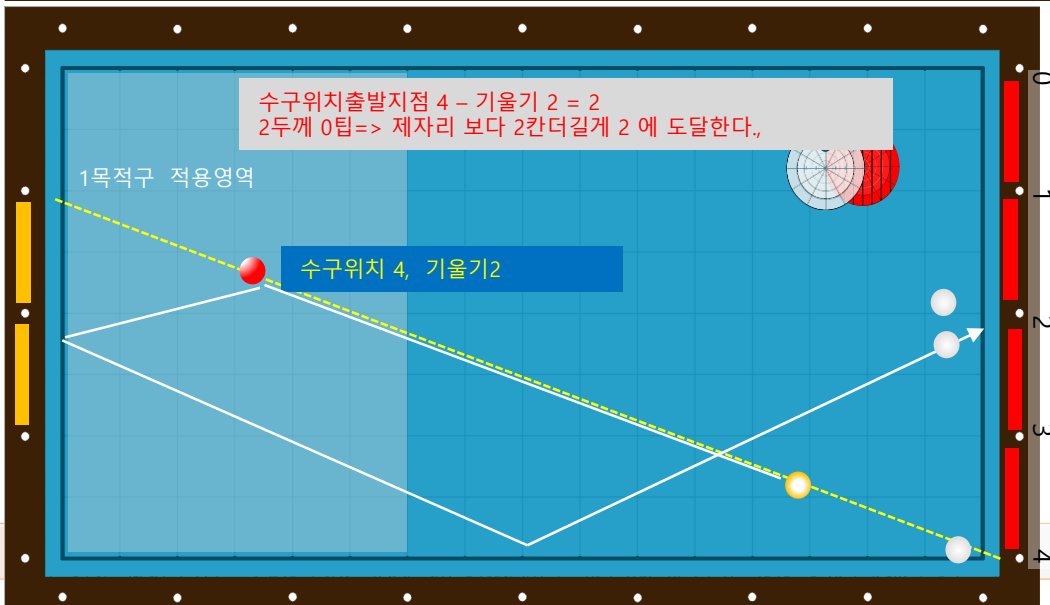 수구위치출발지점 4 – 기울기 2 = 2
2두께 0팁=> 제자리 보다 2칸더길게 2 에 도달한다.,
1목적구 적용영역
수구위치 4, 기울기2
0
1
2
3
4